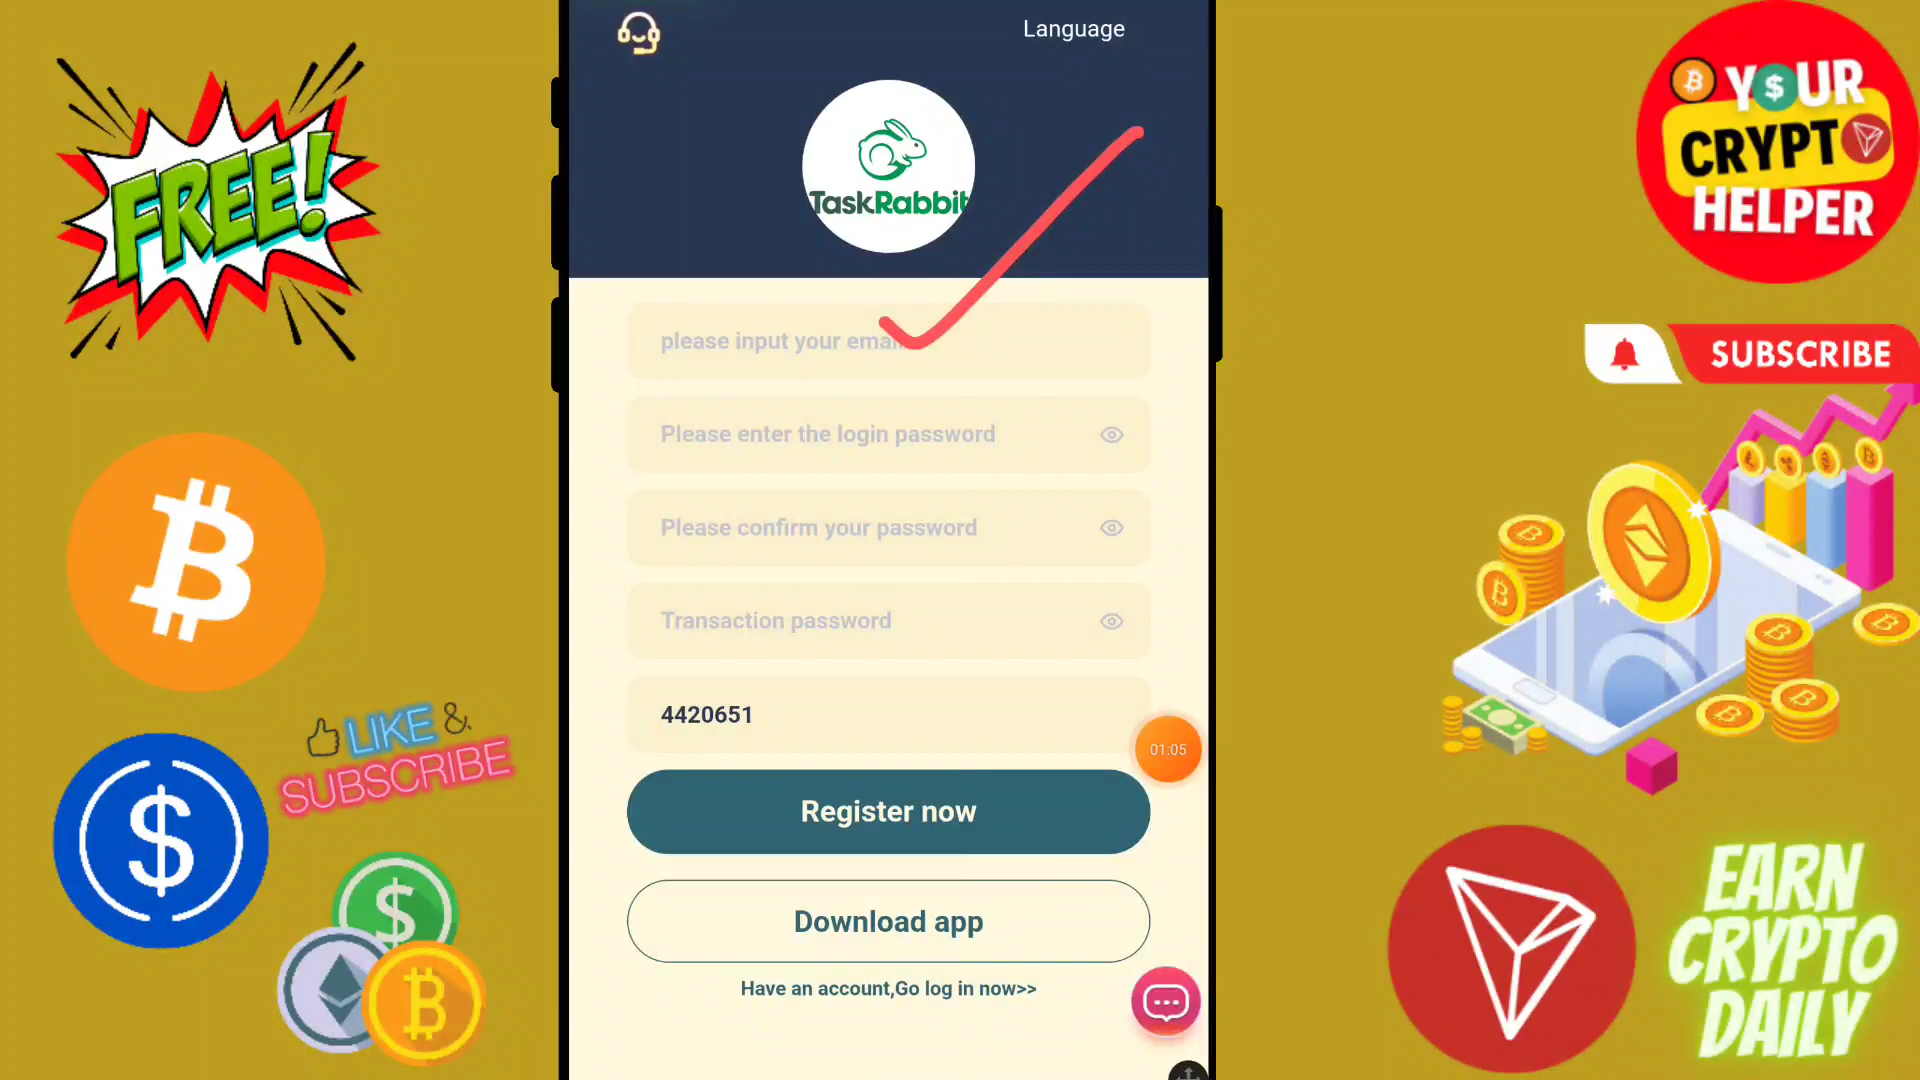 Language
TaskRabbit
please input your email
Please enter the login password
Please confirm your password
Transaction password
4420651
01:05
Register now
Download app
Have an account,Go log in now>>
FREE!
LIKE &
SUBSCRIBE
YOUR
CRYPTO
HELPER
SUBSCRIBE
EARN
CRYPTO
DAILY